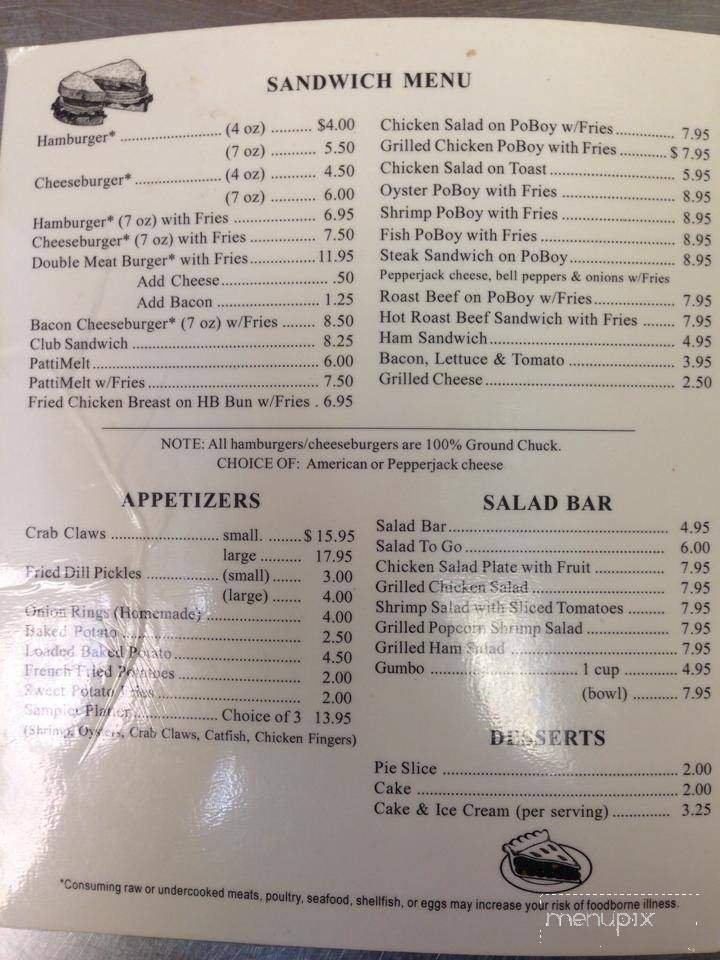 SANDWICH MENU
Hamburger* ........................ (4 oz) .......... $4.00
(7 oz) .......... 5.50
Cheeseburger* .................... (4 oz) .......... 4.50
(7 oz) .......... 6.00
Hamburger* (7 oz) with Fries .................... 6.95
Cheeseburger* (7 oz) with Fries ................ 7.50
Double Meat Burger* with Fries ................ 11.95
Add Cheese ........................ .50
Add Bacon ........................ 1.25
Bacon Cheeseburger* (7 oz) w/Fries ........ 8.50
Club Sandwich ........................................ 8.25
PattiMelt .................................................. 6.00
PattiMelt w/Fries ...................................... 7.50
Fried Chicken Breast on HB Bun w/Fries . 6.95
Chicken Salad on PoBoy w/Fries .............. 7.95
Grilled Chicken PoBoy with Fries .......... $ 7.95
Chicken Salad on Toast ............................ 5.95
Oyster PoBoy with Fries .......................... 8.95
Shrimp PoBoy with Fries .......................... 8.95
Fish PoBoy with Fries .............................. 8.95
Steak Sandwich on PoBoy ........................ 8.95
Pepperjack cheese, bell peppers & onions w/Fries
Roast Beef on PoBoy w/Fries .................... 7.95
Hot Roast Beef Sandwich with Fries ........ 7.95
Ham Sandwich ........................................ 4.95
Bacon, Lettuce & Tomato ........................ 3.95
Grilled Cheese ........................................ 2.50
NOTE: All hamburgers/cheeseburgers are 100% Ground Chuck.
CHOICE OF: American or Pepperjack cheese
APPETIZERS
Crab Claws ........................ small. ........ $ 15.95
large .......... 17.95
Fried Dill Pickles ................ (small) ...... 3.00
(large) ...... 4.00
Onion Rings (Homemade) ........................ 4.00
Baked Potato ........................................ 2.50
Loaded Baked Potato ................................ 4.50
French Fried Potatoes ............................ 2.00
Sweet Potato Fries .................................. 2.00
Sampler Platter .................... Choice of 3 13.95
(Shrimp, Oysters, Crab Claws, Catfish, Chicken Fingers)
SALAD BAR
Salad Bar ................................................ 4.95
Salad To Go ............................................ 6.00
Chicken Salad Plate with Fruit ................ 7.95
Grilled Chicken Salad .............................. 7.95
Shrimp Salad with Sliced Tomatoes ........ 7.95
Grilled Popcorn Shrimp Salad ................ 7.95
Grilled Ham Salad .................................. 7.95
Gumbo ................................ 1 cup ............ 4.95
(bowl) .......... 7.95
DESSERTS
Pie Slice ................................................ 2.00
Cake ...................................................... 2.00
Cake & Ice Cream (per serving) .............. 3.25
*Consuming raw or undercooked meats, poultry, seafood, shellfish, or eggs may increase your risk of foodborne illness.
menupix